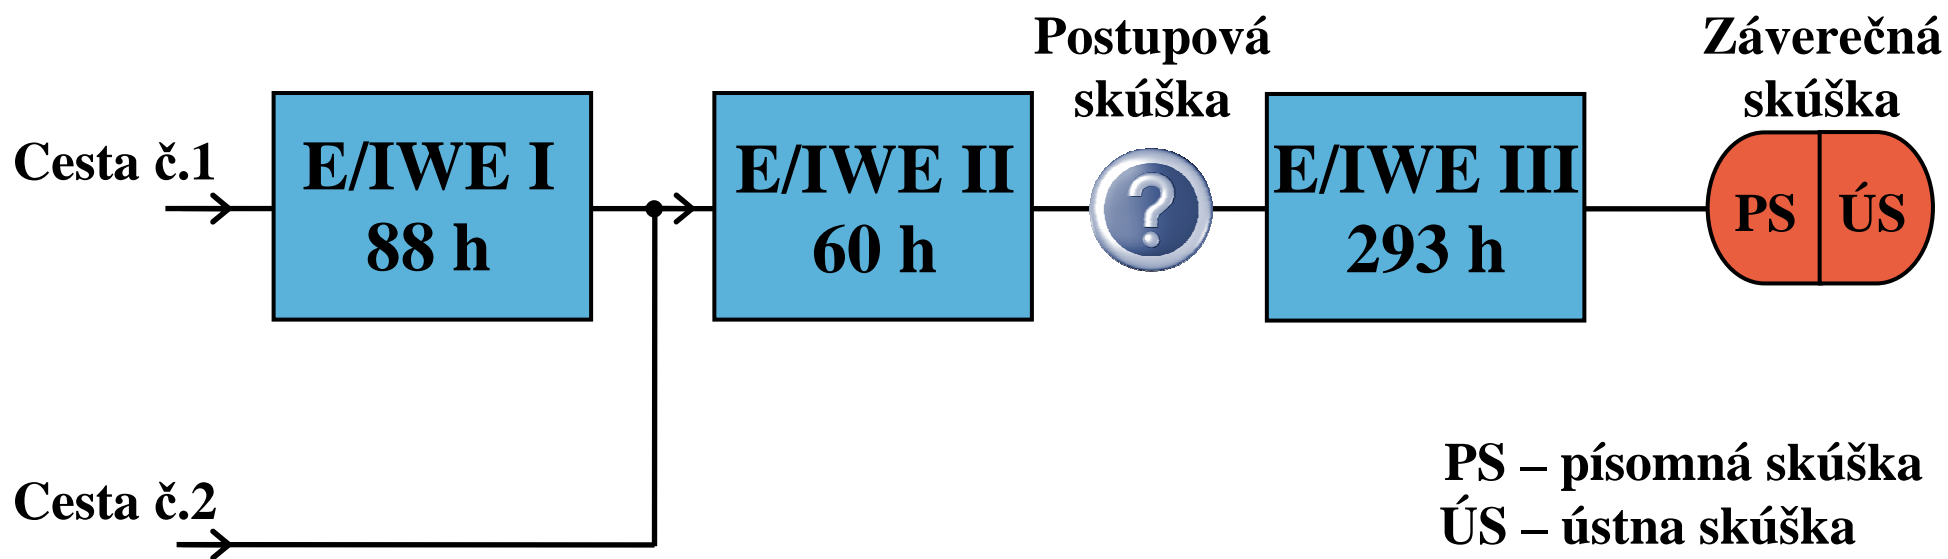 Postupová
skúška
Záverečná
skúška
Cesta č.1
E/IWE I
88 h
E/IWE II
60 h
?
E/IWE III
293 h
PS
ÚS
Cesta č.2
PS – písomná skúška
ÚS – ústna skúška